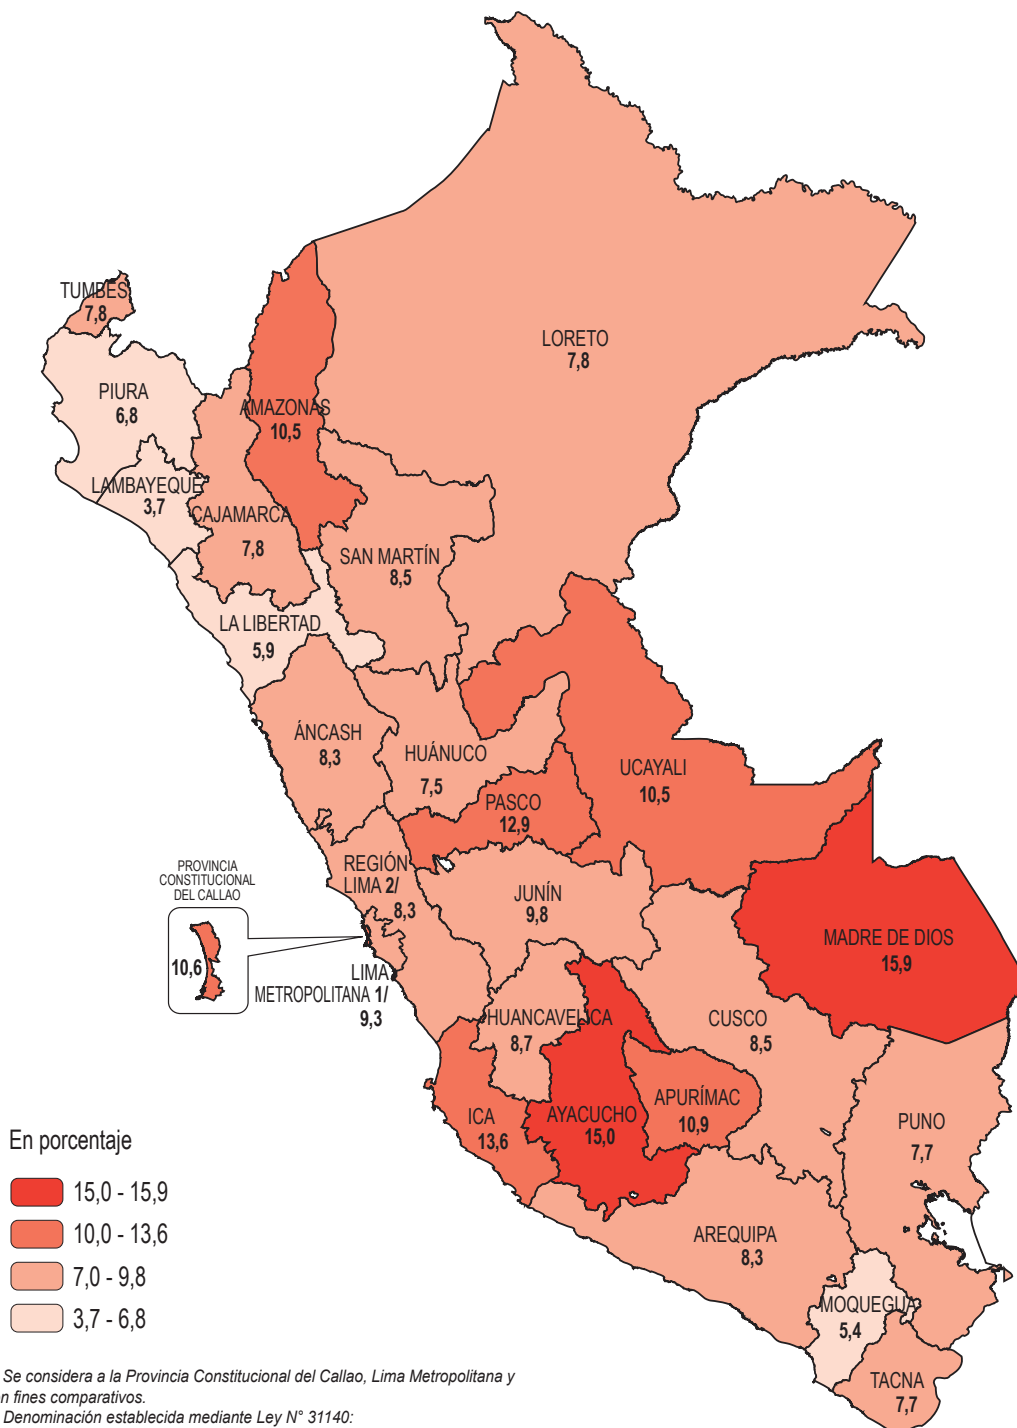 TUMBES
7,8
PIURA
6,8
LAMBAYEQUE
3,7
AMAZONAS
10,5
CAJAMARCA
7,8
LORETO
7,8
SAN MARTÍN
8,5
LA LIBERTAD
5,9
ÁNCASH
8,3
HUÁNUCO
7,5
UCAYALI
10,5
PASCO
12,9
PROVINCIA
CONSTITUCIONAL
DEL CALLAO
10,6
REGIÓN
LIMA 2/
8,3
LIMA
METROPOLITANA 1/
9,3
JUNÍN
9,8
MADRE DE DIOS
15,9
HUANCAVELICA
8,7
CUSCO
8,5
ICA
13,6
AYACUCHO
15,0
APURÍMAC
10,9
PUNO
7,7
AREQUIPA
8,3
MOQUEGUA
5,4
TACNA
7,7
En porcentaje
15,0 - 15,9
10,0 - 13,6
7,0 - 9,8
3,7 - 6,8
Se considera a la Provincia Constitucional del Callao, Lima Metropolitana y
n fines comparativos.
Denominación establecida mediante Ley N° 31140: